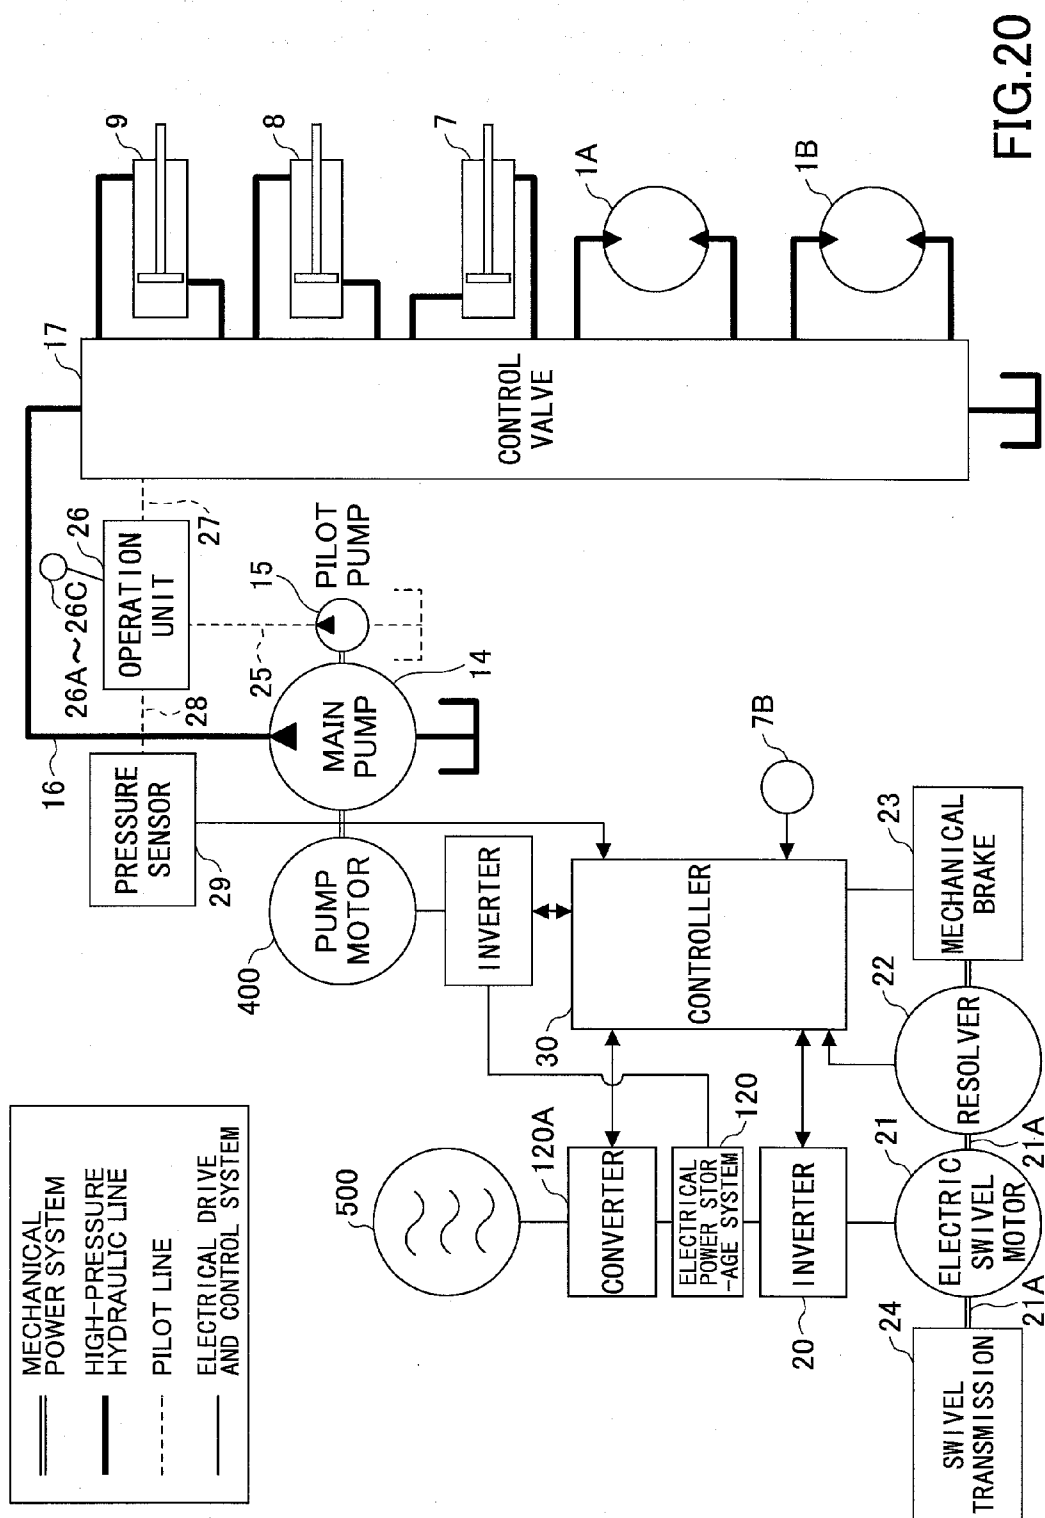 FIG.20
MECHANICAL
POWER SYSTEM
HIGH-PRESSURE
HYDRAULIC LINE
PILOT LINE
ELECTRICAL DRIVE
AND CONTROL SYSTEM
9
8
7
1A
1B
17
CONTROL
VALVE
26A~26C
26
27
OPERATION
UNIT
28
16
PRESSURE
SENSOR
29
25
15
PILOT
PUMP
MAIN
PUMP
14
400
PUMP
MOTOR
INVERTER
7B
30
CONTROLLER
23
MECHANICAL
BRAKE
22
RESOLVER
21A
21
ELECTRIC
SWIVEL
MOTOR
21A
24
SWIVEL
TRANSMISSION
500
120A
CONVERTER
120
ELECTRICAL
POWER STOR
-AGE SYSTEM
INVERTER
20